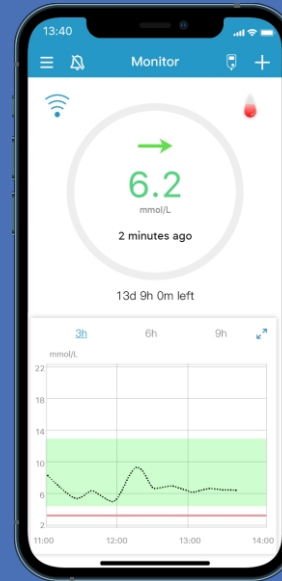 13:40
Monitor
6.2
mmol/L
2 minutes ago
13d 9h 0m left
3h 6h 9h
mmol/L
22
18
14
10
6
2
11:00 12:00 13:00 14:00